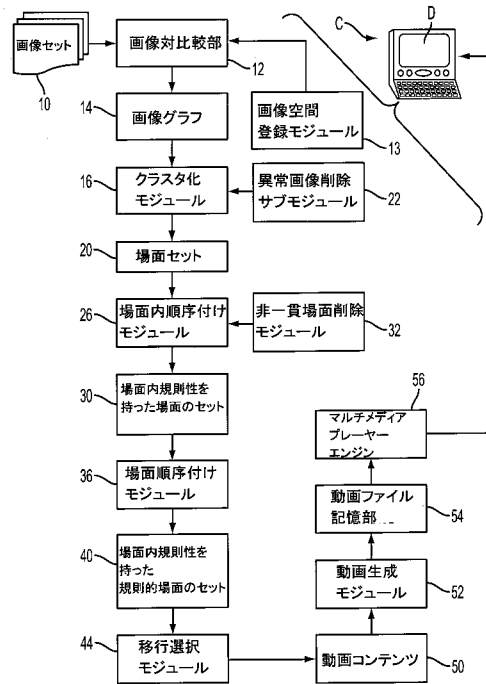 画像セット
10
画像対比較部
12
C
D
14
画像グラフ
画像空間
登録モジュール
13
16
クラスタ化
モジュール
異常画像削除
サブモジュール
22
20
場面セット
26
場面内順序付け
モジュール
非一貫場面削除
モジュール
32
30
場面内規則性を
持った場面のセット
56
マルチメディア
プレーヤー
エンジン
36
場面順序付け
モジュール
動画ファイル
記憶部
54
40
場面内規則性を
持った
規則的場面のセット
動画生成
モジュール
52
44
移行選択
モジュール
動画コンテンツ
50